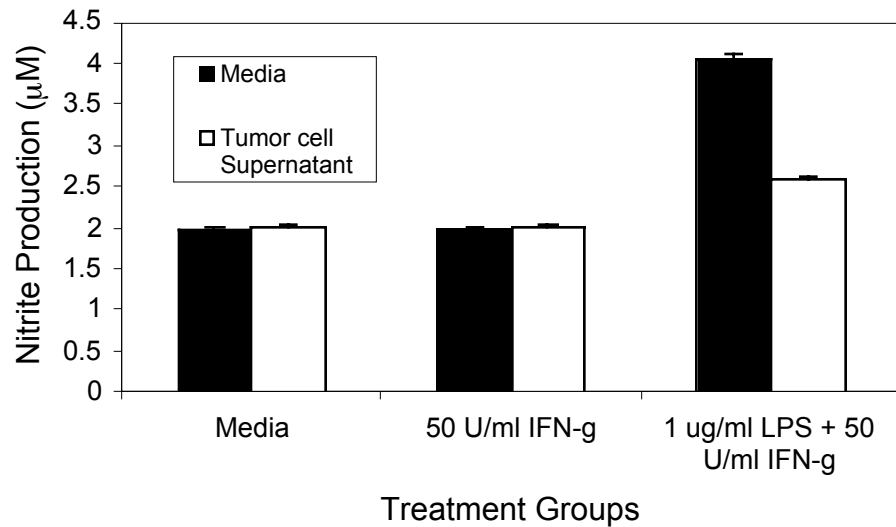 4.5
4
3.5
3
2.5
2
1.5
1
0.5
0
Nitrite Production (μM)
Media
Tumor cell
Supernatant
Media
50 U/ml IFN-g
1 ug/ml LPS + 50
U/ml IFN-g
Treatment Groups